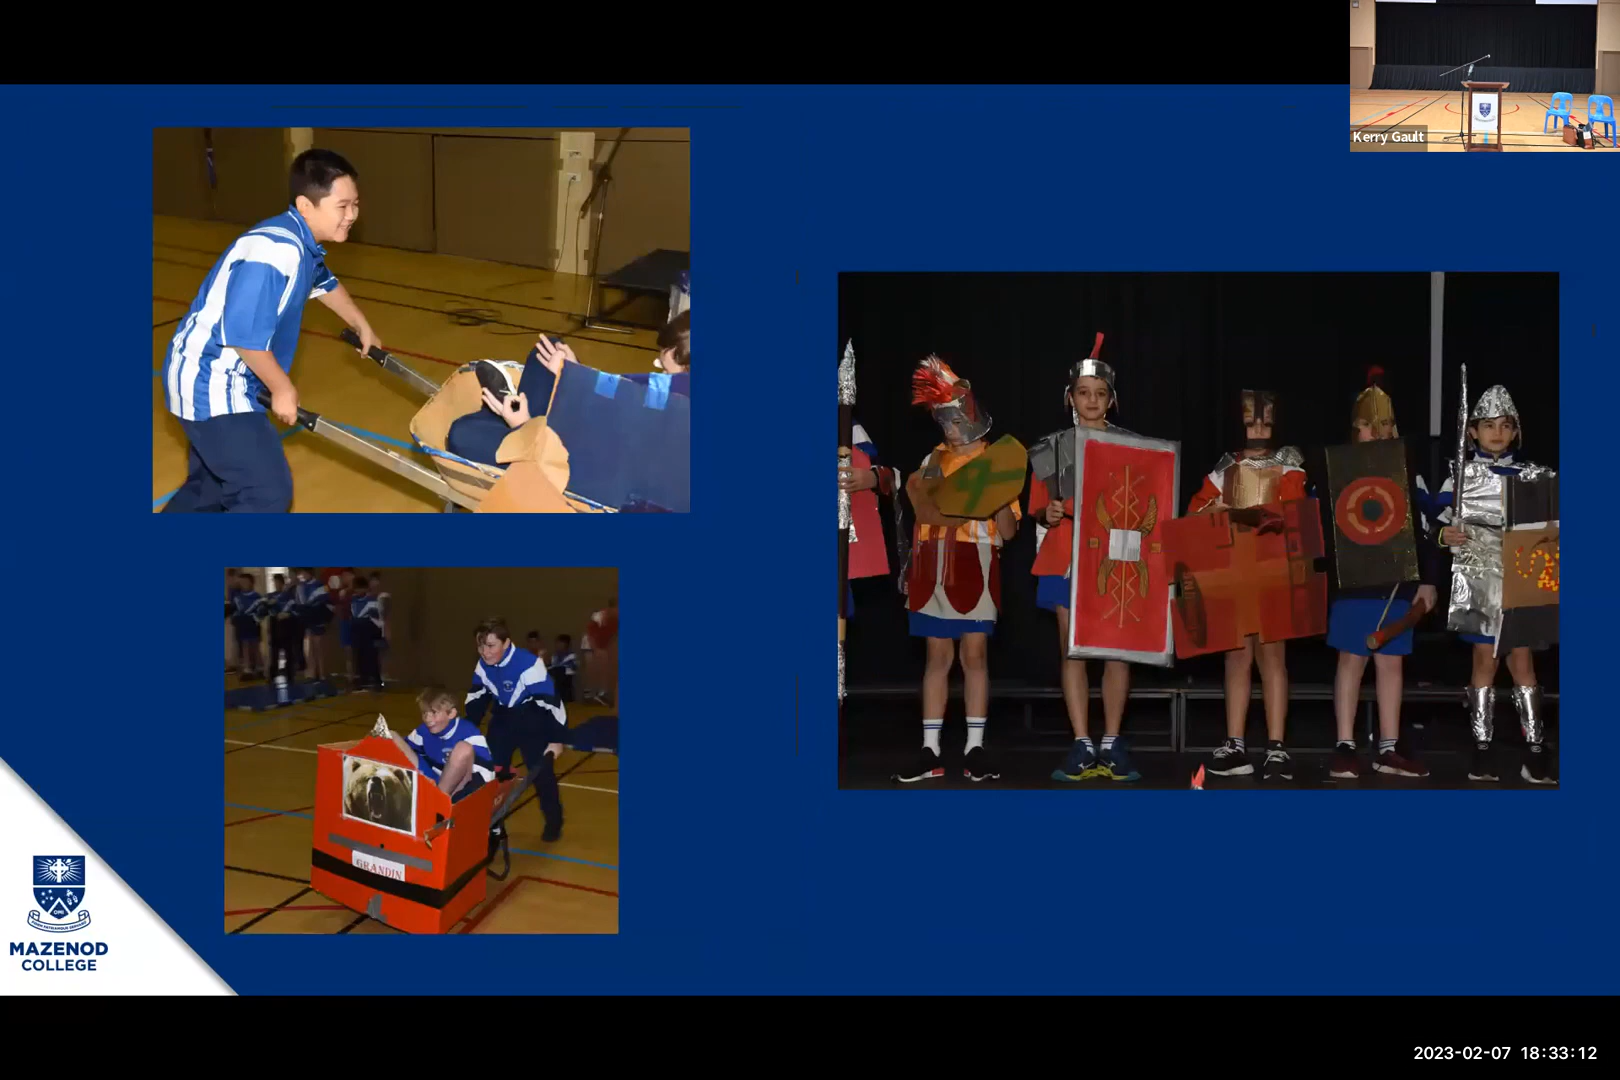 Kerry Gault
GRANDIN
MAZENOD
COLLEGE
2023-02-07 18:33:12